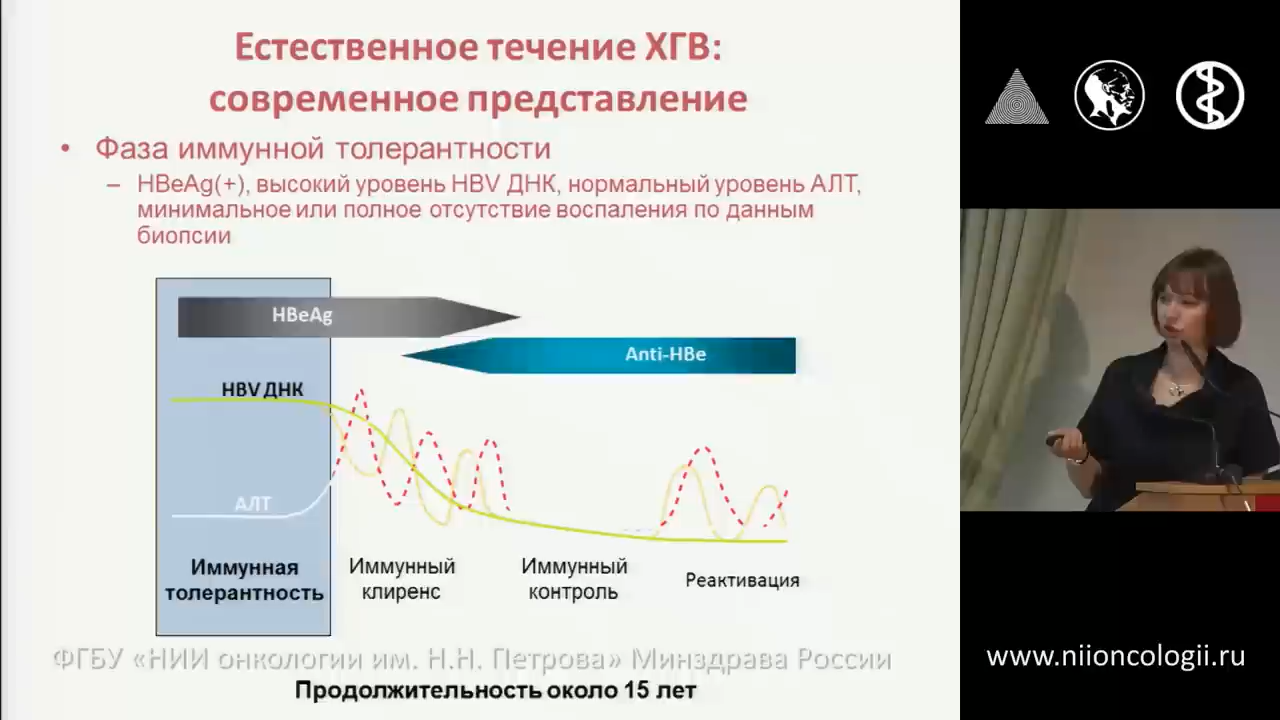 Естественное течение ХГВ:
современное представление
• Фаза иммунной толерантности
– HBeAg(+), высокий уровень HBV ДНК, нормальный уровень АЛТ,
минимальное или полное отсутствие воспаления по данным
биопсии
HBeAg
Anti-HBe
HBV ДНК
АЛТ
Иммунная
толерантность
Иммунный
клиренс
Иммунный
контроль
Реактивация
ФГБУ «НИИ онкологии им. Н.Н. Петрова» Минздрава России
Продолжительность около 15 лет
www.niioncologii.ru